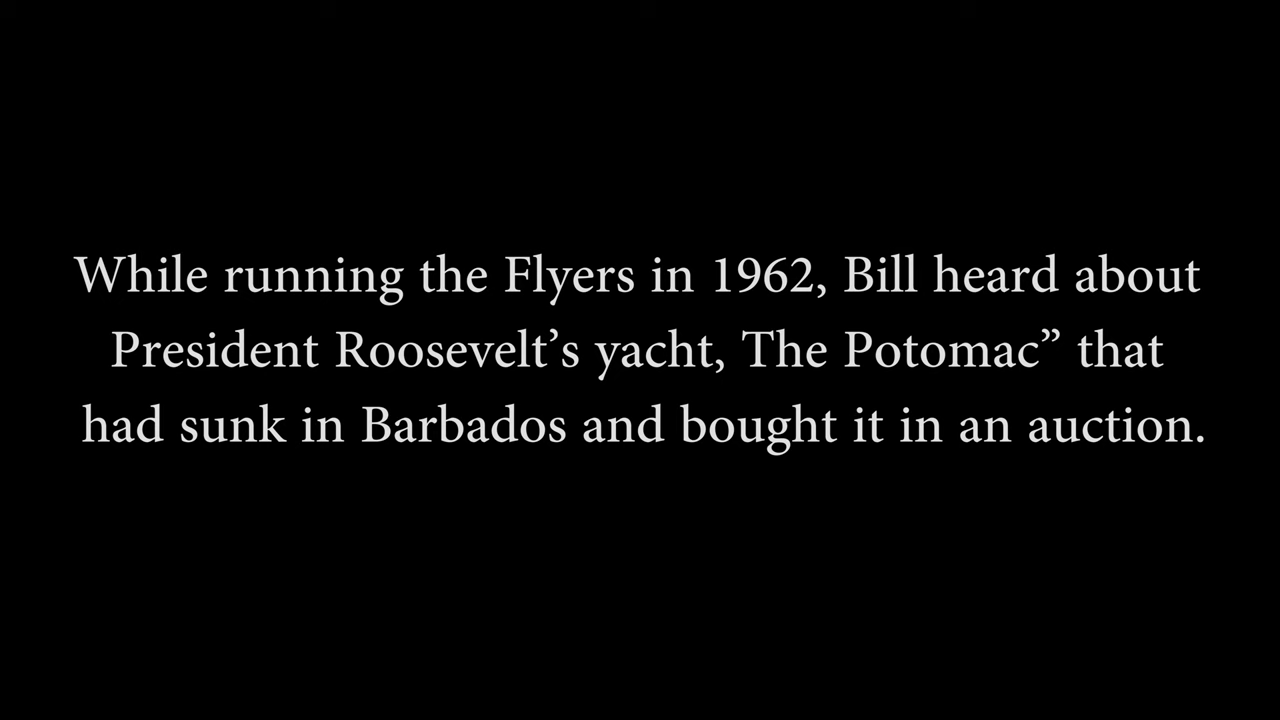 While running the Flyers in 1962, Bill heard about
President Roosevelt’s yacht, The Potomac” that
had sunk in Barbados and bought it in an auction.